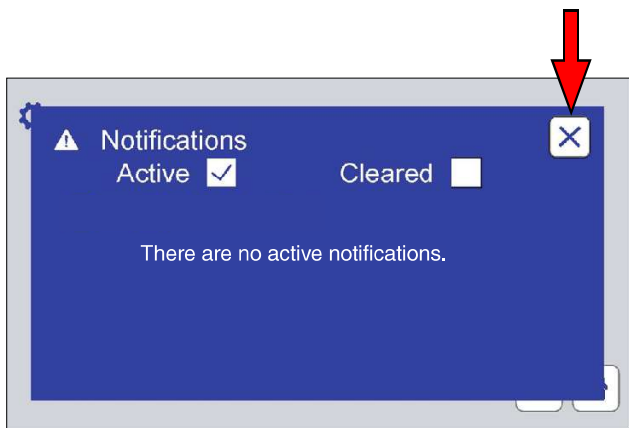 Notifications
Active Cleared
There are no active notifications.